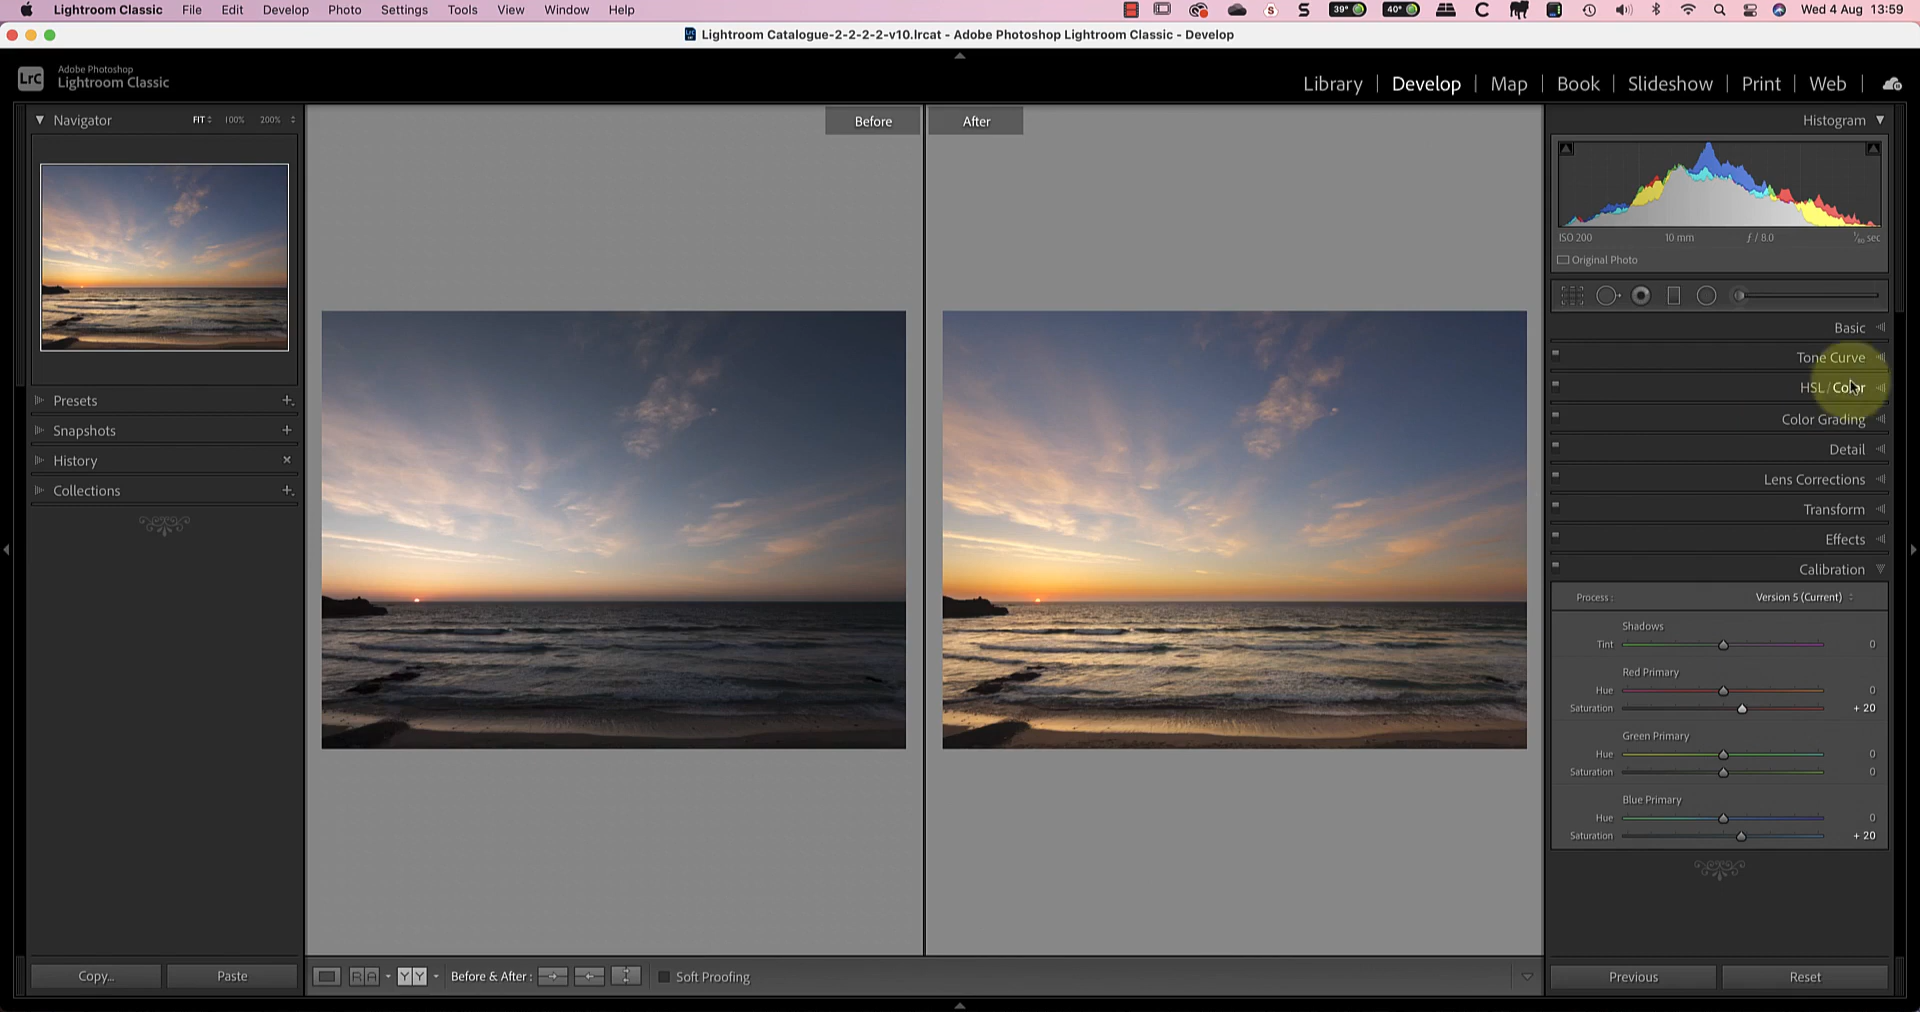 Lightroom Classic File Edit Develop Photo Settings Tools View Window Help 39° 40° Wed 4 Aug 13:59
Lightroom Catalogue-2-2-2-2-v10.lrcat - Adobe Photoshop Lightroom Classic - Develop
LrC
Adobe Photoshop
Lightroom Classic
Library | Develop | Map | Book | Slideshow | Print | Web
Navigator FIT 100% 200%
Presets
Snapshots
History
Collections
Copy... Paste
Before After
Before & After : Soft Proofing
Histogram
ISO 200 10 mm ƒ / 8.0 sec
Original Photo
Basic
Tone Curve
HSL / Color
Color Grading
Detail
Lens Corrections
Transform
Effects
Calibration
Process : Version 5 (Current)
Shadows
Tint 0
Red Primary
Hue 0
Saturation + 20
Green Primary
Hue 0
Saturation 0
Blue Primary
Hue 0
Saturation + 20
Previous Reset